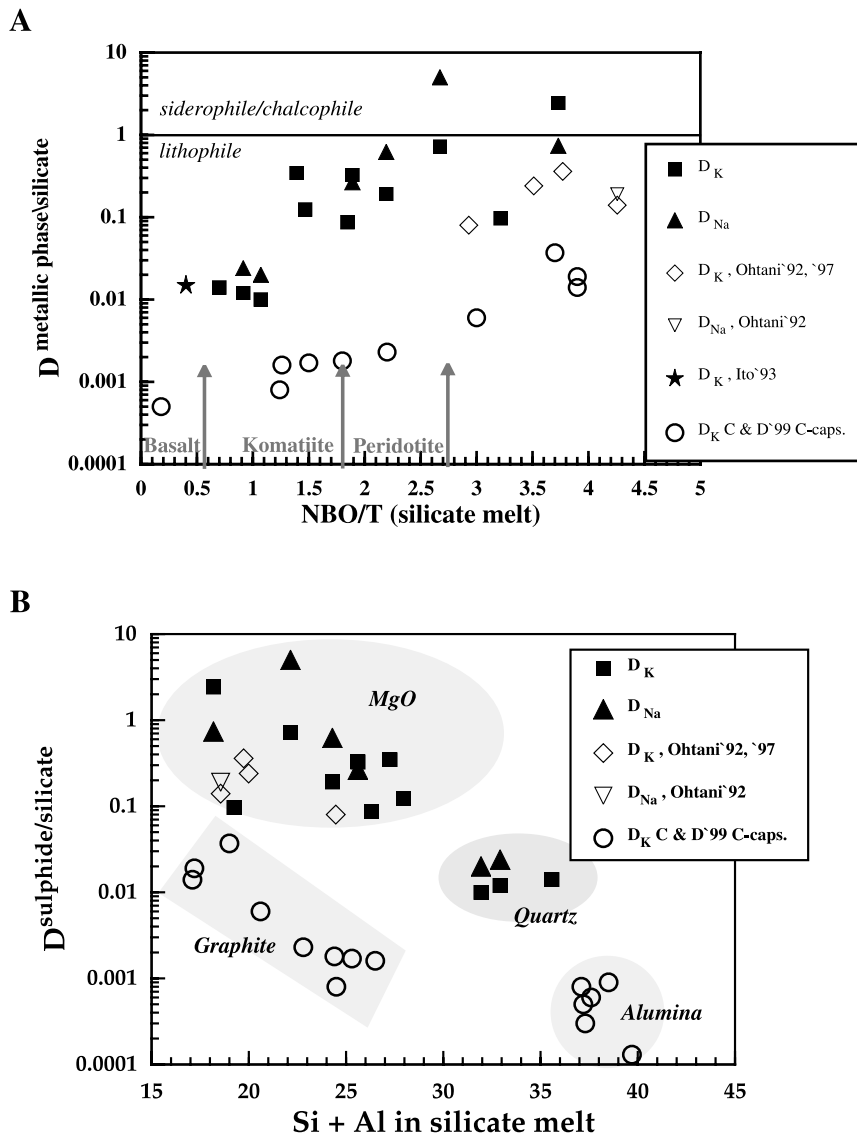 A
10
1
0.1
0.01
0.001
0.0001
D metallic phase\silicate
siderophile/chalcophile
lithophile
Basalt
Komatjite
Peridotite
0 0.5 1 1.5 2 2.5 3 3.5 4 4.5 5
NBO/T (silicate melt)
D K
D Na
D K , Ohtani`92, `97
D Na , Ohtani`92
D K , Ito`93
D K C & D`99 C-caps.
B
10
1
0.1
0.01
0.001
0.0001
D sulphide/silicate
MgO
Quartz
Graphite
Alumina
15 20 25 30 35 40 45
Si + Al in silicate melt
D K
D Na
D K , Ohtani`92, `97
D Na , Ohtani`92
D K C & D`99 C-caps.